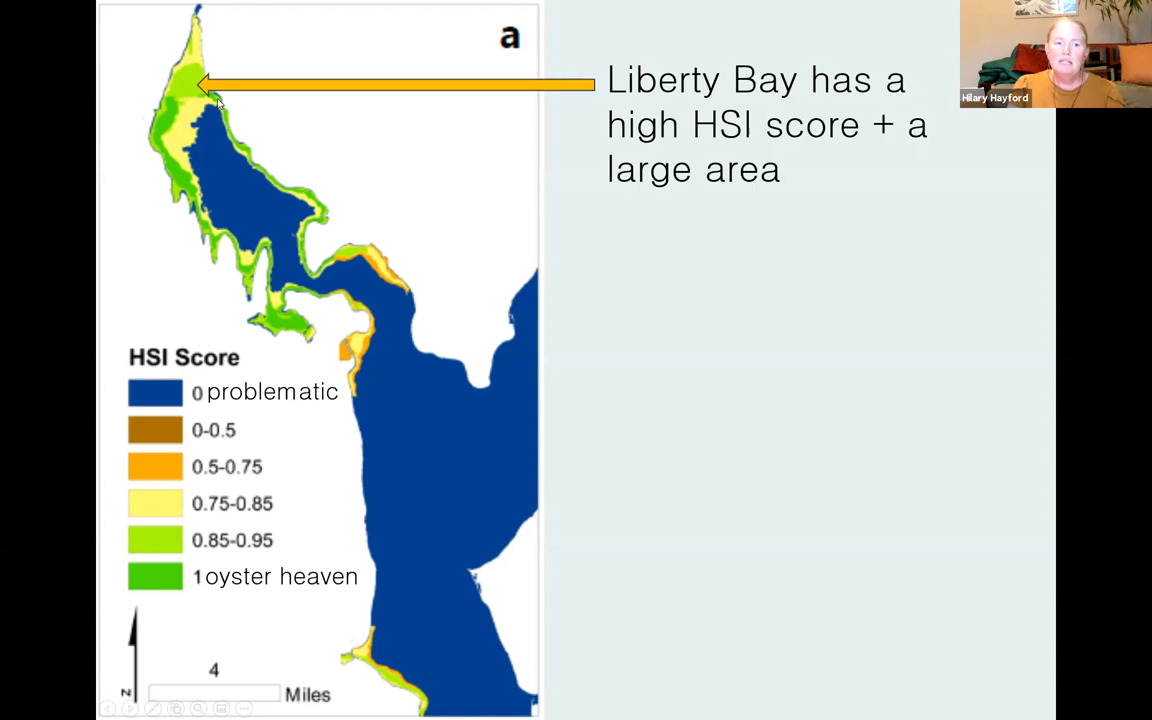 a
Liberty Bay has a
high HSI score + a
large area
Hilary Hayford
HSI Score
0 problematic
0-0.5
0.5-0.75
0.75-0.85
0.85-0.95
1 oyster heaven
4
N
Miles